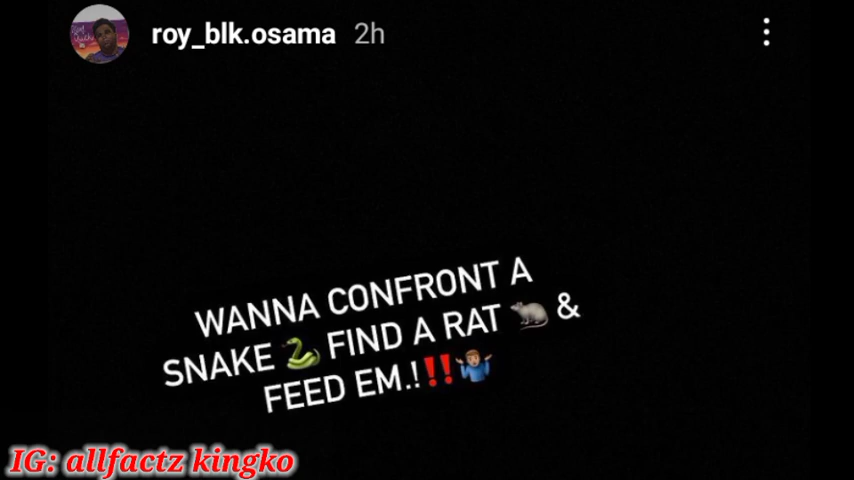 roy_blk.osama 2h
WANNA CONFRONT A
SNAKE 🐍 FIND A RAT 🐀 &
FEED EM.!‼️🤷🏽‍♂️
IG: allfactz kingko